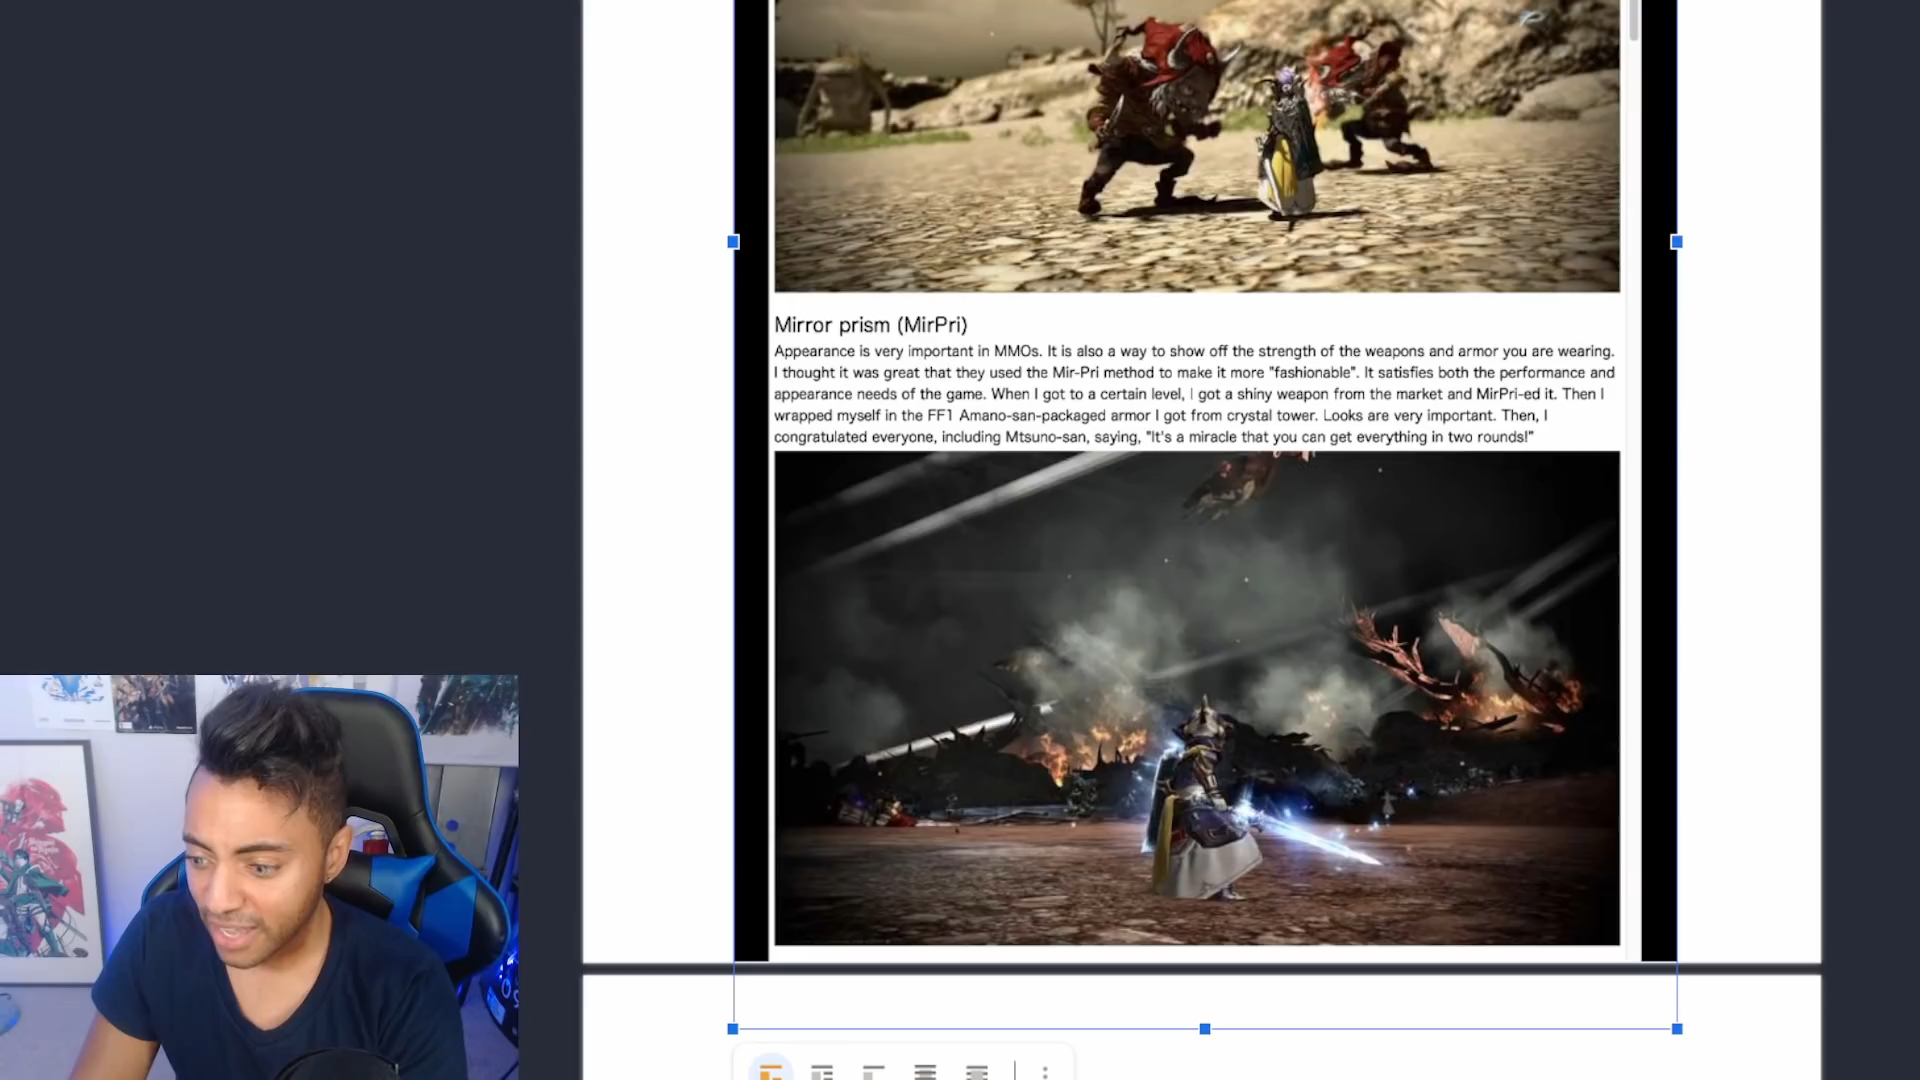 Mirror prism (MirPri)
Appearance is very important in MMOs. It is also a way to show off the strength of the weapons and armor you are wearing.
I thought it was great that they used the Mir-Pri method to make it more "fashionable". It satisfies both the performance and
appearance needs of the game. When I got to a certain level, I got a shiny weapon from the market and MirPri-ed it. Then I
wrapped myself in the FF1 Amano-san-packaged armor I got from crystal tower. Looks are very important. Then, I
congratulated everyone, including Mtsuno-san, saying, "It's a miracle that you can get everything in two rounds!"